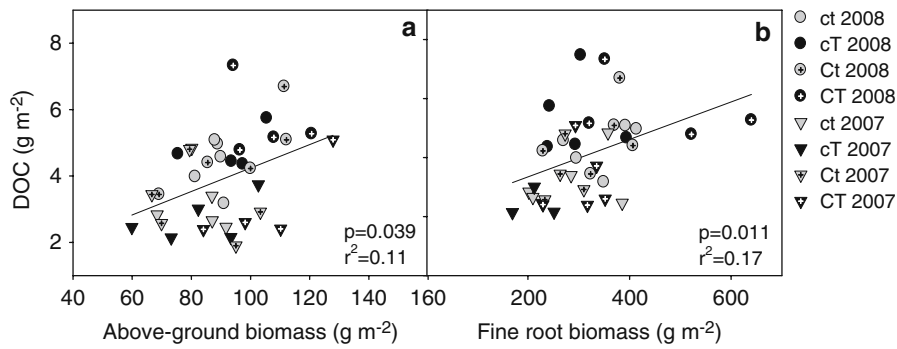 a
b
8
6
4
2
DOC (g m-2)
p=0.039
r2=0.11
p=0.011
r2=0.17
40 60 80 100 120 140 160
200 400 600
Above-ground biomass (g m-2)
Fine root biomass (g m-2)
ct 2008
cT 2008
Ct 2008
CT 2008
ct 2007
cT 2007
Ct 2007
CT 2007